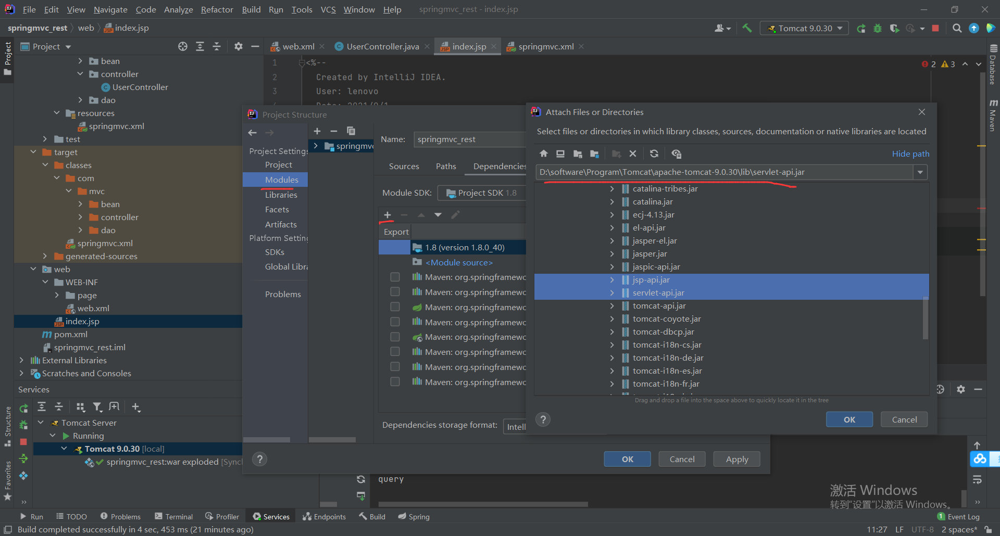 File Edit View Navigate Code Analyze Refactor Build Run Tools VCS Window Help springmvc_rest - index.jsp
springmvc_rest web index.jsp
Tomcat 9.0.30
Project
Project
web.xml UserController.java index.jsp springmvc.xml
Database
Maven
bean
controller
UserController
dao
resources
springmvc.xml
test
target
classes
com
mvc
bean
controller
dao
springmvc.xml
generated-sources
web
WEB-INF
page
web.xml
index.jsp
pom.xml
springmvc_rest.iml
External Libraries
Scratches and Consoles
1 <%--
2 Created by IntelliJ IDEA.
3 User: lenovo
2 3
Project Structure
Project Settings
Project
Modules
Libraries
Facets
Artifacts
Platform Setting
SDKs
Global Libra
Problems
springmvc
Name: springmvc_rest
Sources Paths Dependencies
Module SDK: Project SDK 1.8
Export
1.8 (version 1.8.0_40)
<Module source>
Maven: org.springframewo
Maven: org.springframewo
Maven: org.springframewo
Maven: org.springframewo
Maven: org.springframewo
Maven: org.springframewo
Maven: org.springframewo
Maven: org.springframewo
Dependencies storage format: Intell
? OK Cancel Apply
Attach Files or Directories
Select files or directories in which library classes, sources, documentation or native libraries are located
Hide path
D:\software\Program\Tomcat\apache-tomcat-9.0.30\lib\servlet-api.jar
catalina-tribes.jar
catalina.jar
ecj-4.13.jar
el-api.jar
jasper-el.jar
jasper.jar
jaspic-api.jar
jsp-api.jar
servlet-api.jar
tomcat-api.jar
tomcat-coyote.jar
tomcat-dbcp.jar
tomcat-i18n-cs.jar
tomcat-i18n-de.jar
tomcat-i18n-es.jar
tomcat-i18n-fr.jar
Drag and drop a file into the space above to quickly locate it in the tree
? OK Cancel
Services
Structure
Favorites
Tomcat Server
Running
Tomcat 9.0.30 [local]
springmvc_rest:war exploded [Synch
query
激活 Windows
转到“设置”以激活 Windows。
Run TODO Problems Terminal Profiler Services Endpoints Build Spring 1 Event Log
Build completed successfully in 4 sec, 453 ms (21 minutes ago) 11:27 LF UTF-8 2 spaces*